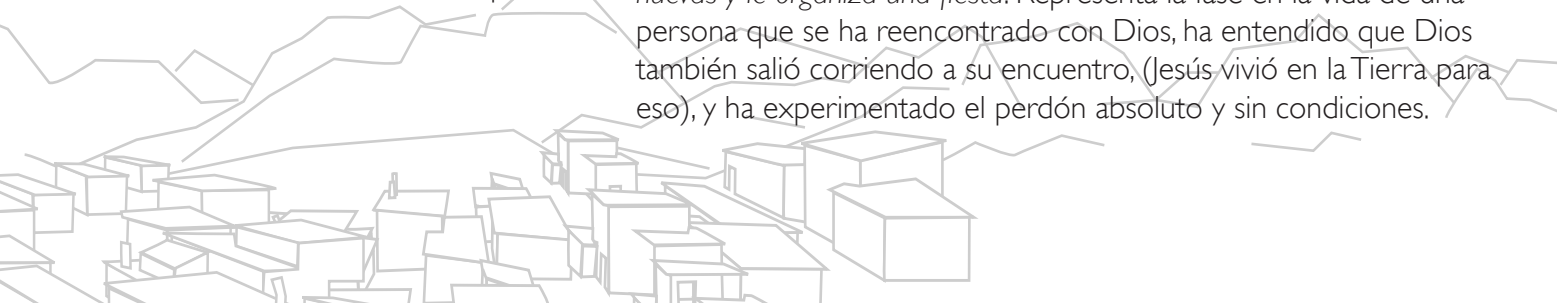 nuevas y le organiza una fiesta. Representa la fase en la vida de una
persona que se ha reencontrado con Dios, ha entendido que Dios
también salió corriendo a su encuentro, (Jesús vivió en la Tierra para
eso), y ha experimentado el perdón absoluto y sin condiciones.